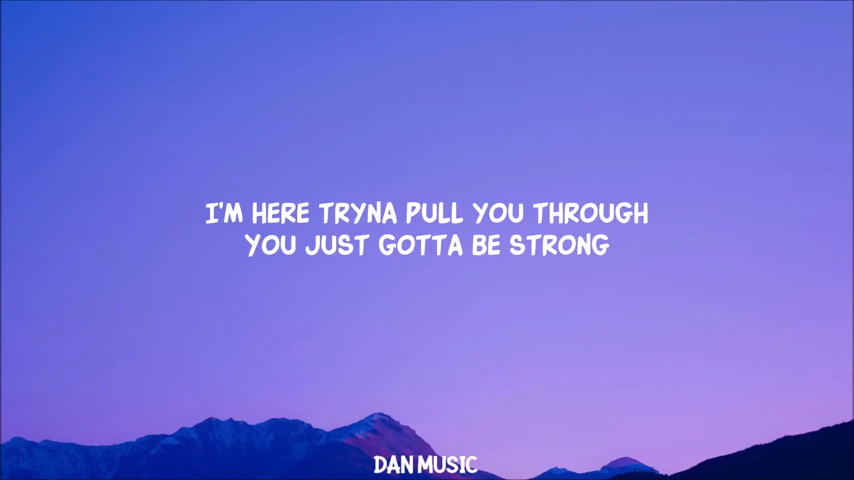 I'M HERE TRYNA PULL YOU THROUGH
YOU JUST GOTTA BE STRONG
DAN MUSIC